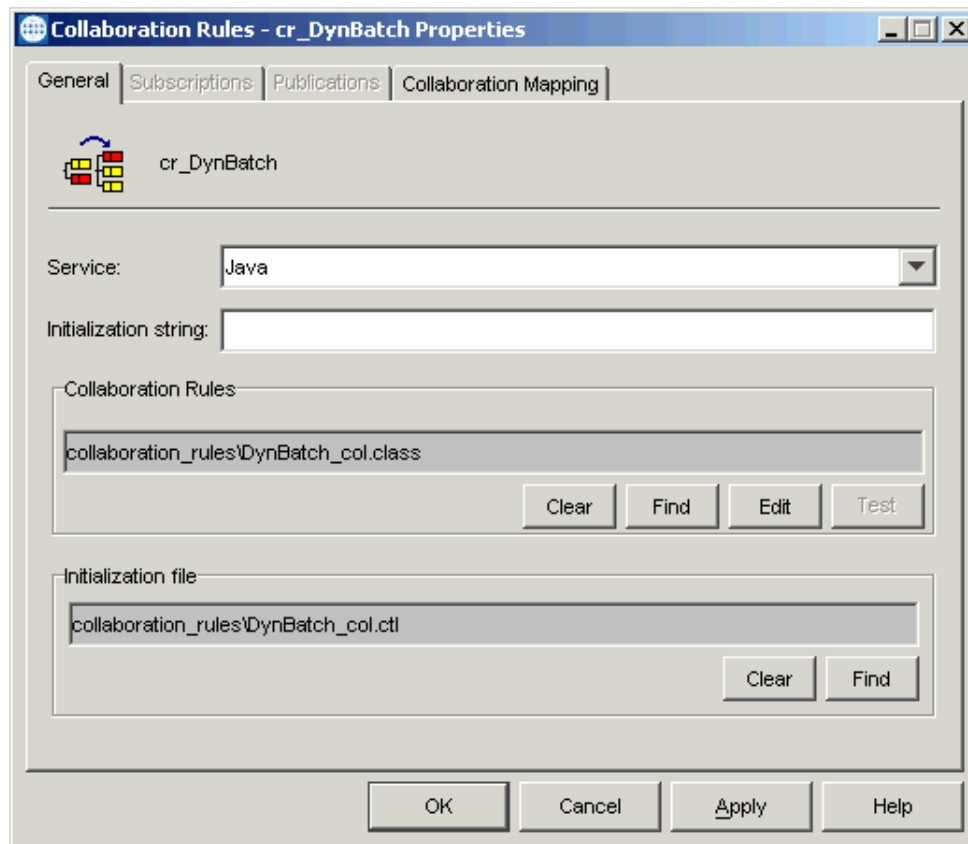 Collaboration Rules - cr_DynBatch Properties
General Subscriptions Publications Collaboration Mapping
cr_DynBatch
Service: Java
Initialization string:
Collaboration Rules
collaboration_rules\DynBatch_col.class
Clear Find Edit Test
Initialization file
collaboration_rules\DynBatch_col.ctl
Clear Find
OK Cancel Apply Help